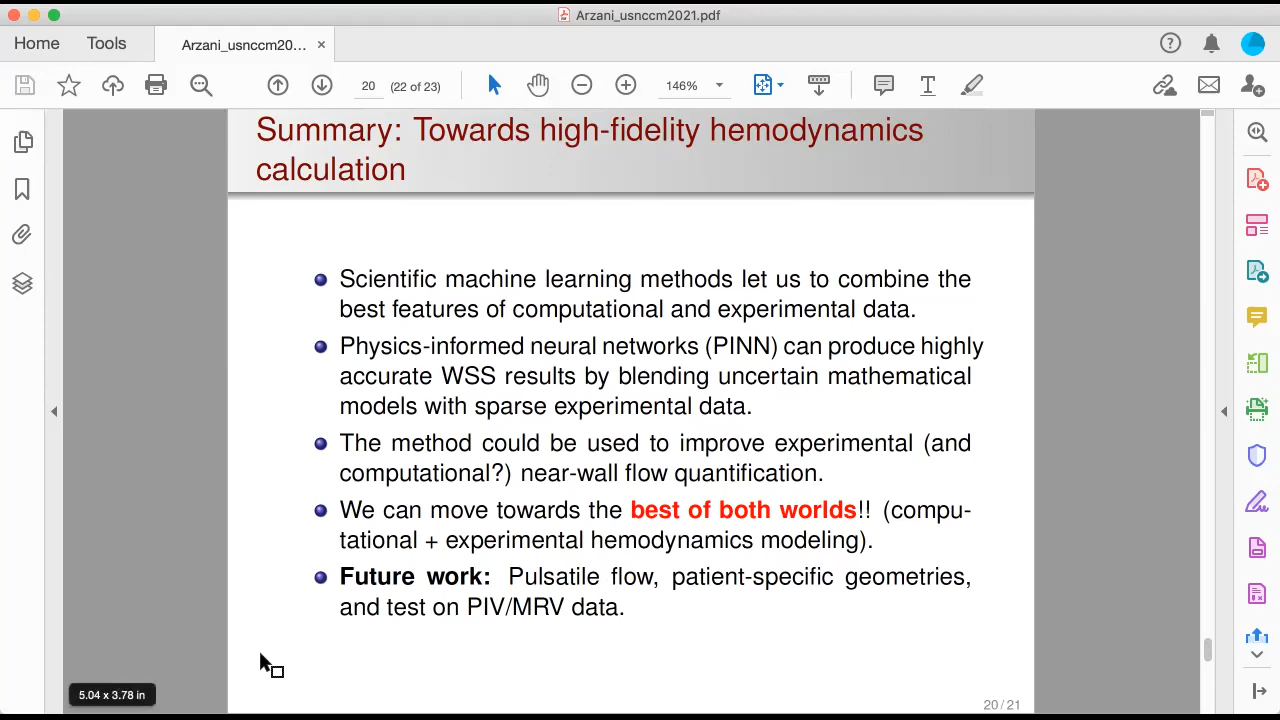 Arzani_usnccm2021.pdf
Home Tools Arzani_usnccm20... ×
20 (22 of 23) 146%
Summary: Towards high-fidelity hemodynamics
calculation
Scientific machine learning methods let us to combine the
best features of computational and experimental data.
Physics-informed neural networks (PINN) can produce highly
accurate WSS results by blending uncertain mathematical
models with sparse experimental data.
The method could be used to improve experimental (and
computational?) near-wall flow quantification.
We can move towards the best of both worlds!! (compu-
tational + experimental hemodynamics modeling).
Future work: Pulsatile flow, patient-specific geometries,
and test on PIV/MRV data.
5.04 x 3.78 in
20 / 21